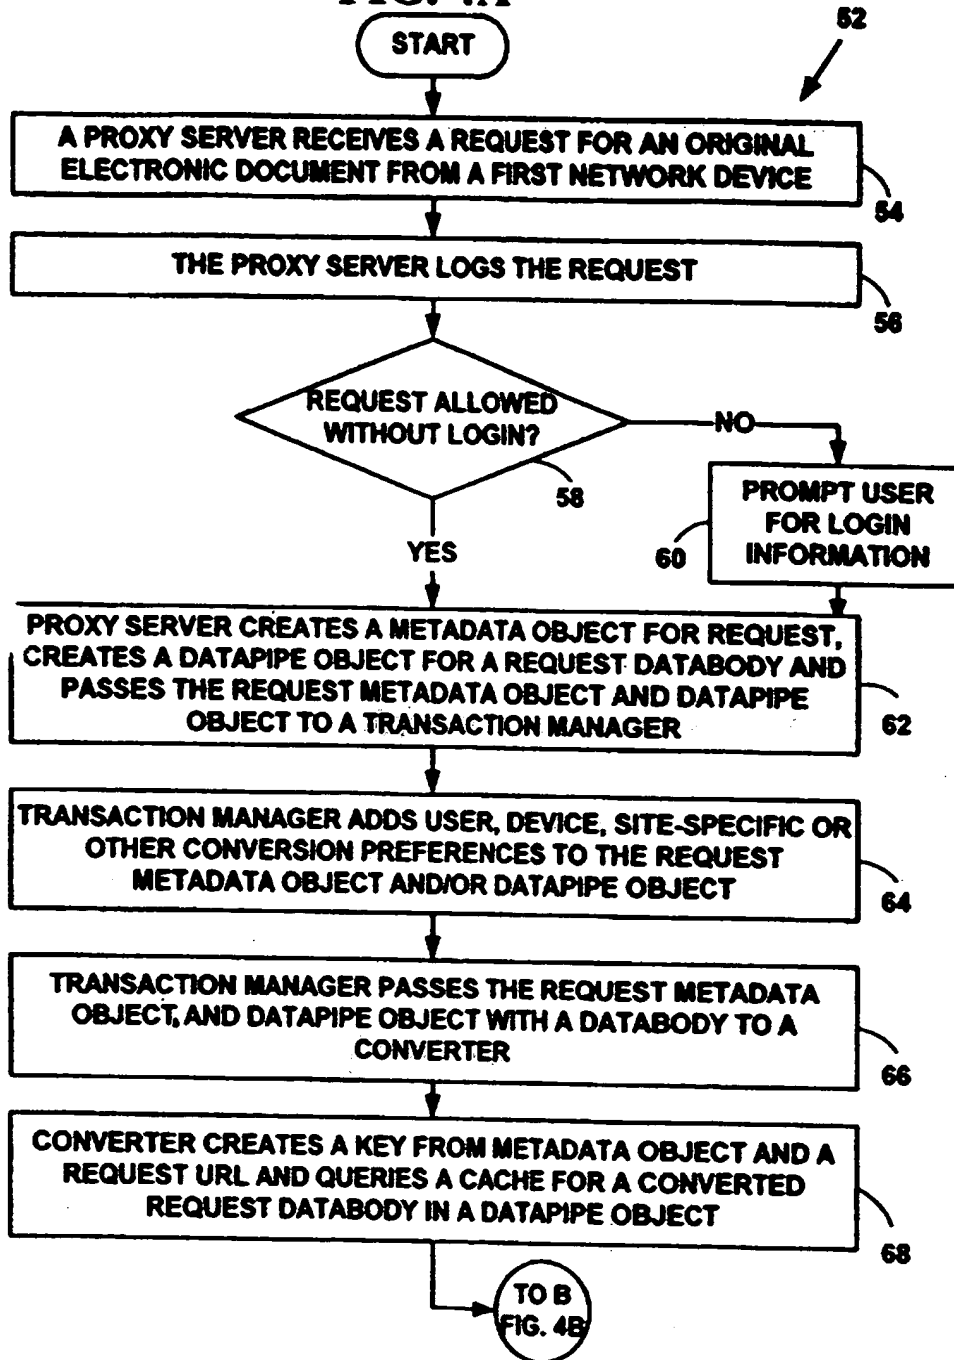 FIG. 4A
52
START
A PROXY SERVER RECEIVES A REQUEST FOR AN ORIGINAL
ELECTRONIC DOCUMENT FROM A FIRST NETWORK DEVICE
54
THE PROXY SERVER LOGS THE REQUEST
56
REQUEST ALLOWED
WITHOUT LOGIN?
58
NO
YES
PROMPT USER
FOR LOGIN
INFORMATION
60
PROXY SERVER CREATES A METADATA OBJECT FOR REQUEST,
CREATES A DATAPIPE OBJECT FOR A REQUEST DATABODY AND
PASSES THE REQUEST METADATA OBJECT AND DATAPIPE
OBJECT TO A TRANSACTION MANAGER
62
TRANSACTION MANAGER ADDS USER, DEVICE, SITE-SPECIFIC OR
OTHER CONVERSION PREFERENCES TO THE REQUEST
METADATA OBJECT AND/OR DATAPIPE OBJECT
64
TRANSACTION MANAGER PASSES THE REQUEST METADATA
OBJECT, AND DATAPIPE OBJECT WITH A DATABODY TO A
CONVERTER
66
CONVERTER CREATES A KEY FROM METADATA OBJECT AND A
REQUEST URL AND QUERIES A CACHE FOR A CONVERTED
REQUEST DATABODY IN A DATAPIPE OBJECT
68
TO B
FIG. 4B